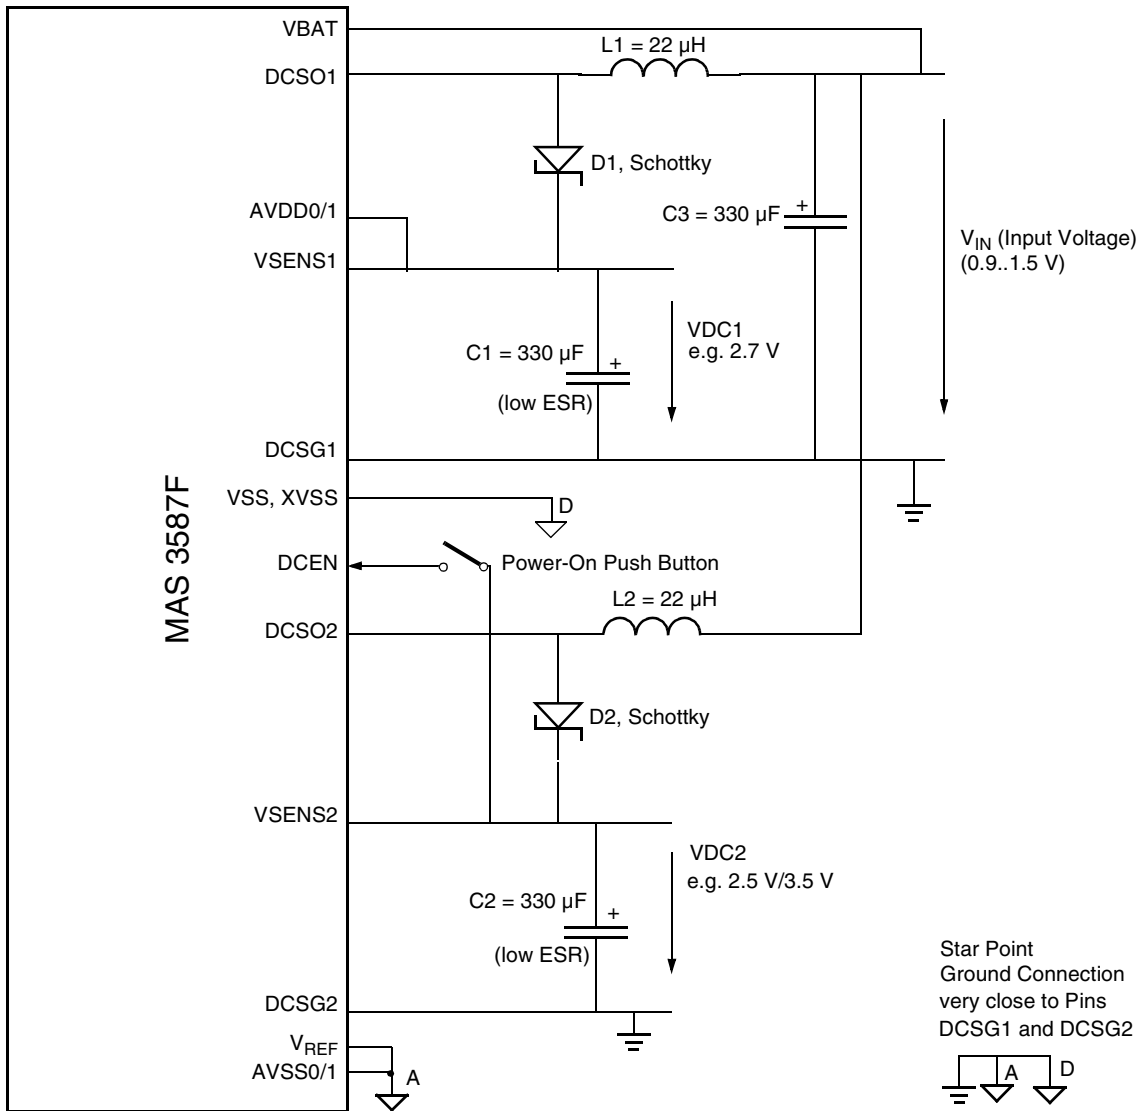 VBAT
L1 = 22 µH
DCSO1
D1, Schottky
AVDD0/1
C3 = 330 µF
+
VIN (Input Voltage)
(0.9..1.5 V)
VSENS1
VDC1
e.g. 2.7 V
C1 = 330 µF
+
(low ESR)
DCSG1
MAS 3587F
VSS, XVSS
D
DCEN
Power-On Push Button
L2 = 22 µH
DCSO2
D2, Schottky
VSENS2
VDC2
e.g. 2.5 V/3.5 V
C2 = 330 µF
+
(low ESR)
Star Point
Ground Connection
very close to Pins
DCSG1 and DCSG2
DCSG2
VREF
AVSS0/1
A
A
D